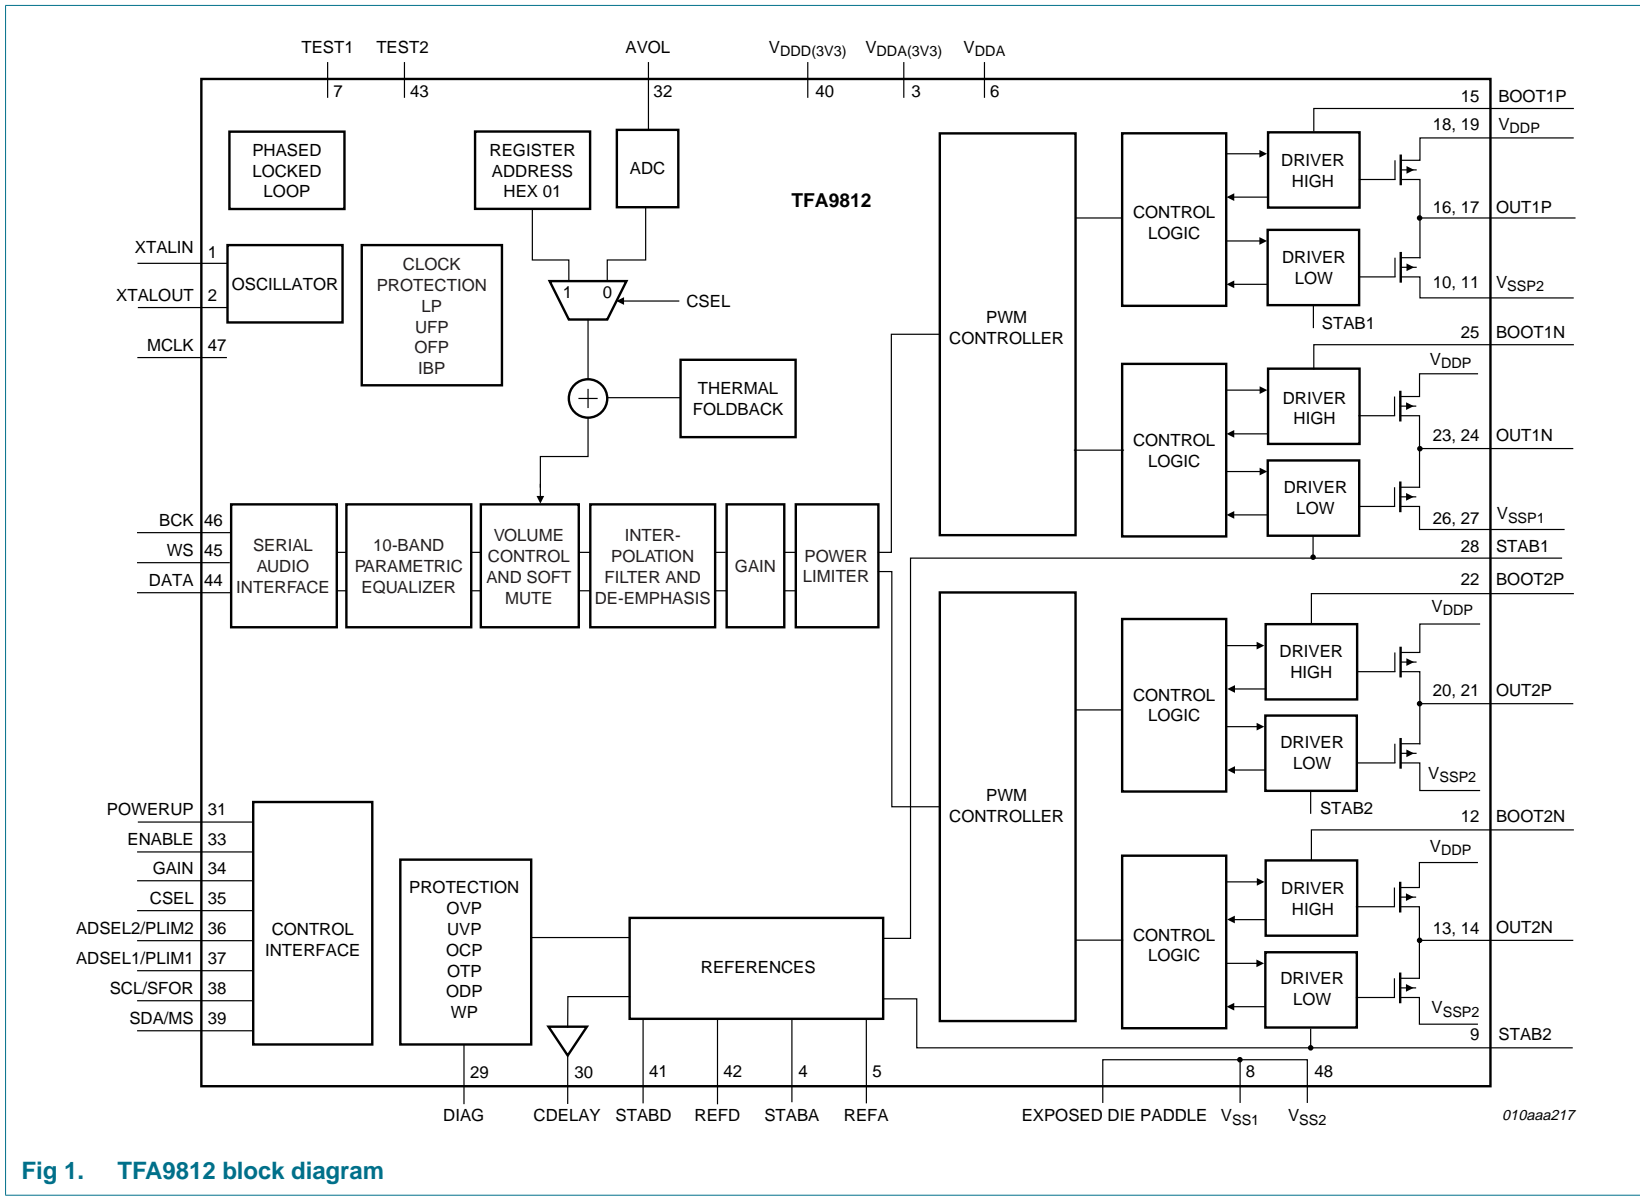 TEST1 TEST2 AVOL VDDD(3V3) VDDA(3V3) VDDA
7 43 32 40 3 6
15 BOOT1P
18, 19 VDDP
PHASED
LOCKED
LOOP
REGISTER
ADDRESS
HEX 01
ADC
TFA9812
XTALIN 1
XTALOUT 2
OSCILLATOR
MCLK 47
CLOCK
PROTECTION
LP
UFP
OFP
IBP
1 0
CSEL
THERMAL
FOLDBACK
PWM
CONTROLLER
CONTROL
LOGIC
DRIVER
HIGH
16, 17 OUT1P
DRIVER
LOW
10, 11 VSSP2
STAB1
25 BOOT1N
VDDP
CONTROL
LOGIC
DRIVER
HIGH
23, 24 OUT1N
DRIVER
LOW
26, 27 VSSP1
28 STAB1
BCK 46
WS 45
DATA 44
SERIAL
AUDIO
INTERFACE
10-BAND
PARAMETRIC
EQUALIZER
VOLUME
CONTROL
AND SOFT
MUTE
INTER-
POLATION
FILTER AND
DE-EMPHASIS
GAIN
POWER
LIMITER
22 BOOT2P
VDDP
PWM
CONTROLLER
CONTROL
LOGIC
DRIVER
HIGH
20, 21 OUT2P
DRIVER
LOW
VSSP2
STAB2
12 BOOT2N
VDDP
CONTROL
LOGIC
DRIVER
HIGH
13, 14 OUT2N
DRIVER
LOW
VSSP2
9 STAB2
POWERUP 31
ENABLE 33
GAIN 34
CSEL 35
ADSEL2/PLIM2 36
ADSEL1/PLIM1 37
SCL/SFOR 38
SDA/MS 39
CONTROL
INTERFACE
PROTECTION
OVP
UVP
OCP
OTP
ODP
WP
REFERENCES
29 30 41 42 4 5 8 48
DIAG CDELAY STABD REFD STABA REFA EXPOSED DIE PADDLE VSS1 VSS2
010aaa217
Fig 1. TFA9812 block diagram